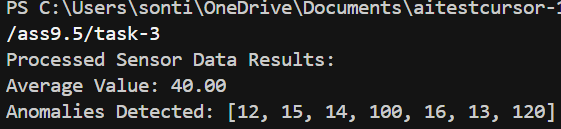 PS C:\Users\sonti\OneDrive\Documents\aitestcursor-1
/ass9.5/task-3
Processed Sensor Data Results:
Average Value: 40.00
Anomalies Detected: [12, 15, 14, 100, 16, 13, 120]